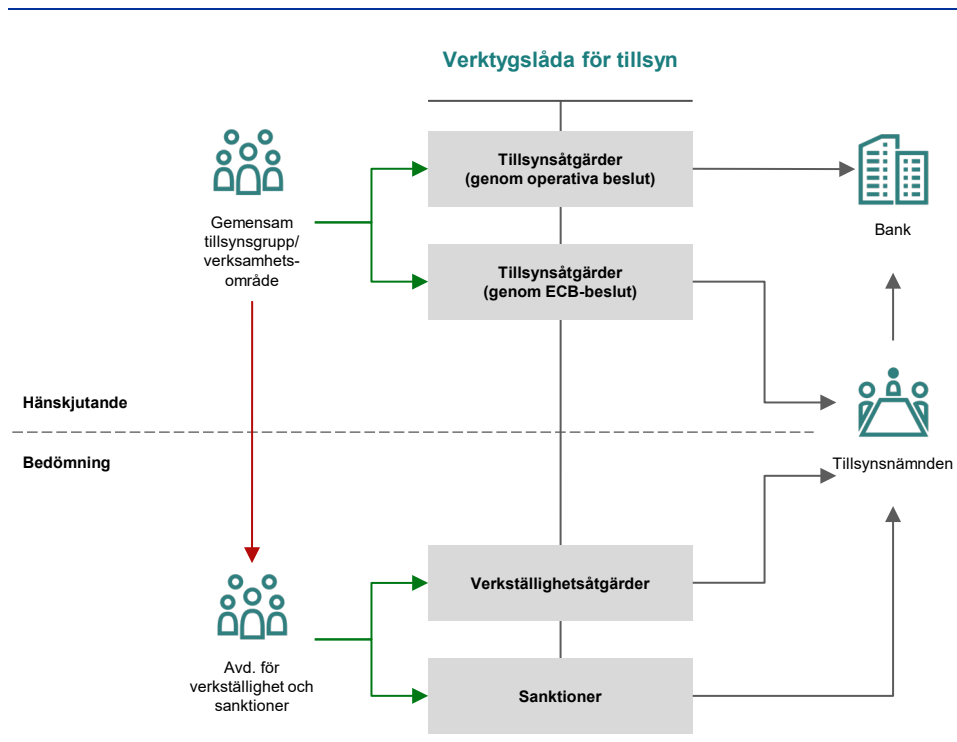 Verktygslåda för tillsyn
Tillsynsåtgärder
(genom operativa beslut)
Gemensam
tillsynsgrupp/
verksamhets-
område
Bank
Tillsynsåtgärder
(genom ECB-beslut)
Hänskjutande
Bedömning
Tillsynsnämnden
Verkställighetsåtgärder
Avd. för
verkställighet och
sanktioner
Sanktioner